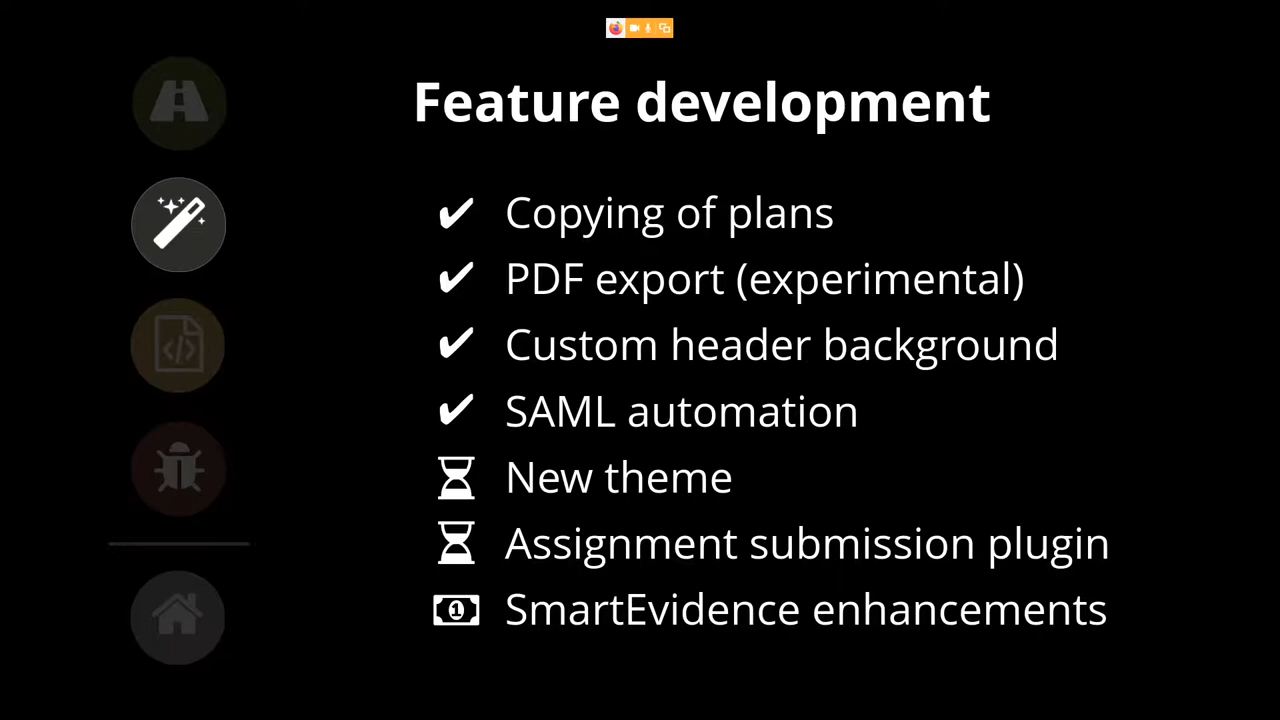 Feature development
✔ Copying of plans
✔ PDF export (experimental)
✔ Custom header background
✔ SAML automation
New theme
Assignment submission plugin
SmartEvidence enhancements